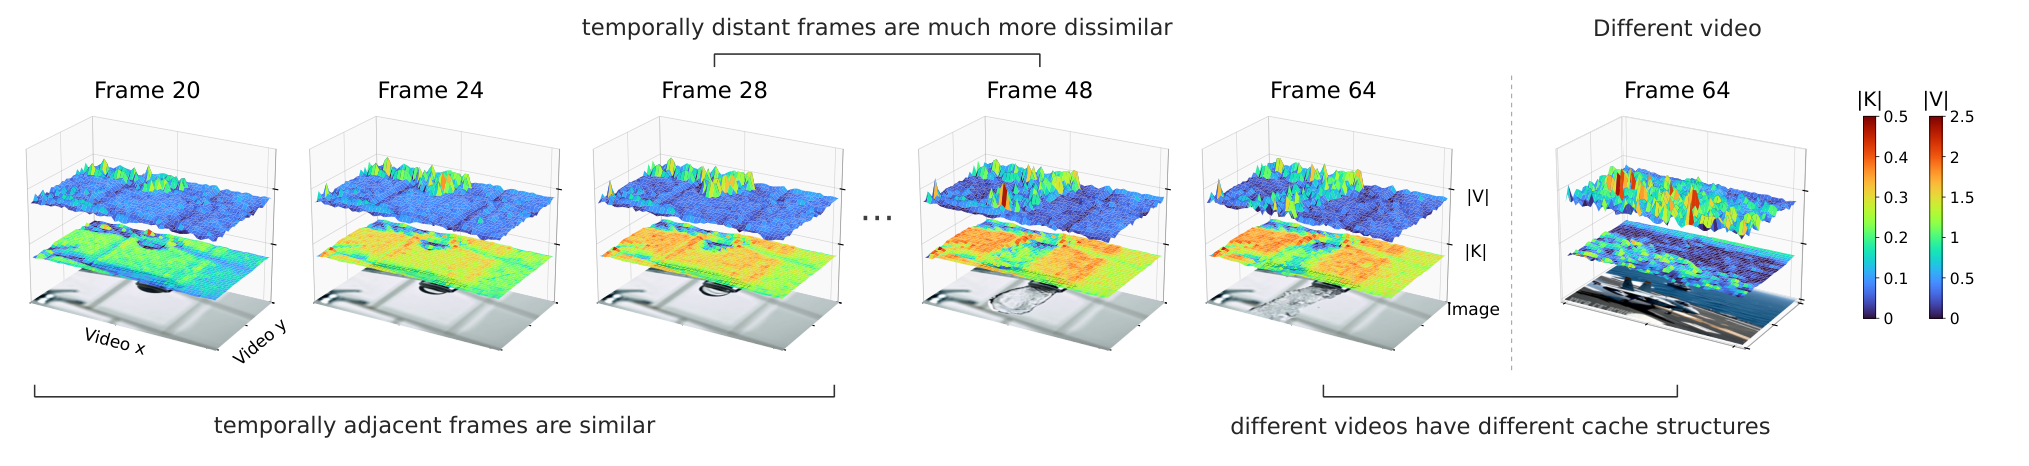 temporally distant frames are much more dissimilar
Different video
Frame 20
Frame 24
Frame 28
Frame 48
Frame 64
Frame 64
|K|
|V|
0.5
0.4
0.3
0.2
0.1
0
2.5
2
1.5
1
0.5
0
...
|V|
|K|
Image
Video x
Video y
temporally adjacent frames are similar
different videos have different cache structures